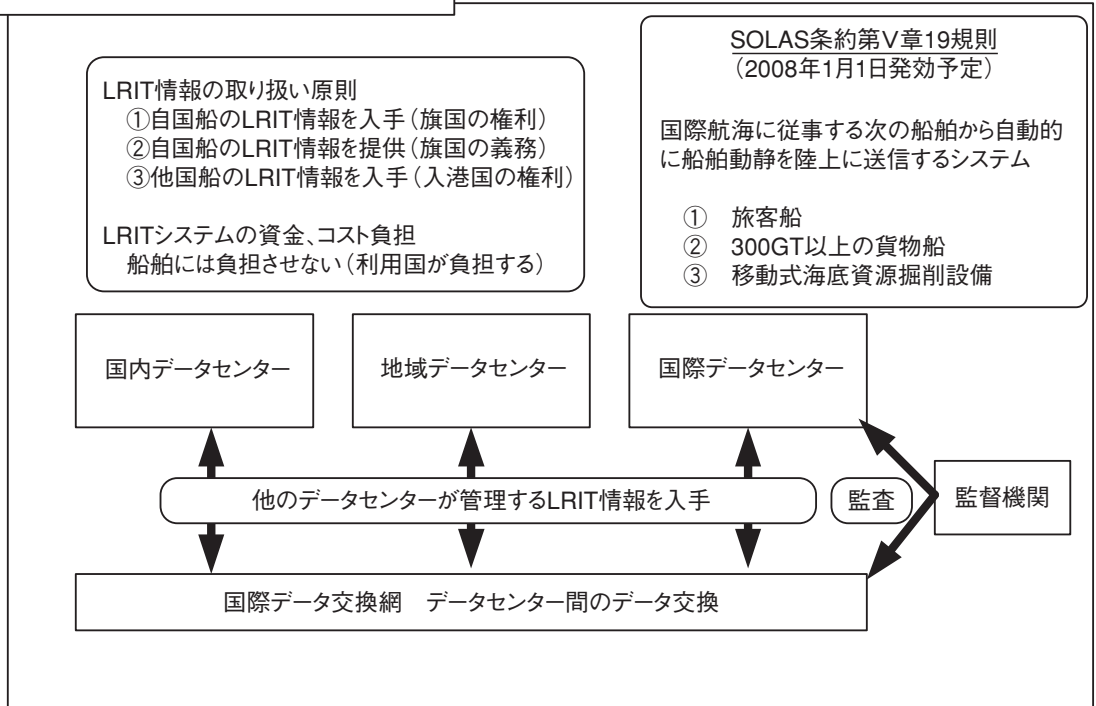 LRIT情報の取り扱い原則
①自国船のLRIT情報を入手(旗国の権利)
②自国船のLRIT情報を提供(旗国の義務)
③他国船のLRIT情報を入手(入港国の権利)
LRITシステムの資金、コスト負担
船舶には負担させない(利用国が負担する)
SOLAS条約第Ⅴ章19規則
(2008年1月1日発効予定)
国際航海に従事する次の船舶から自動的
に船舶動静を陸上に送信するシステム
① 旅客船
② 300GT以上の貨物船
③ 移動式海底資源掘削設備
国内データセンター
地域データセンター
国際データセンター
他のデータセンターが管理するLRIT情報を入手
監査
監督機関
国際データ交換網 データセンター間のデータ交換